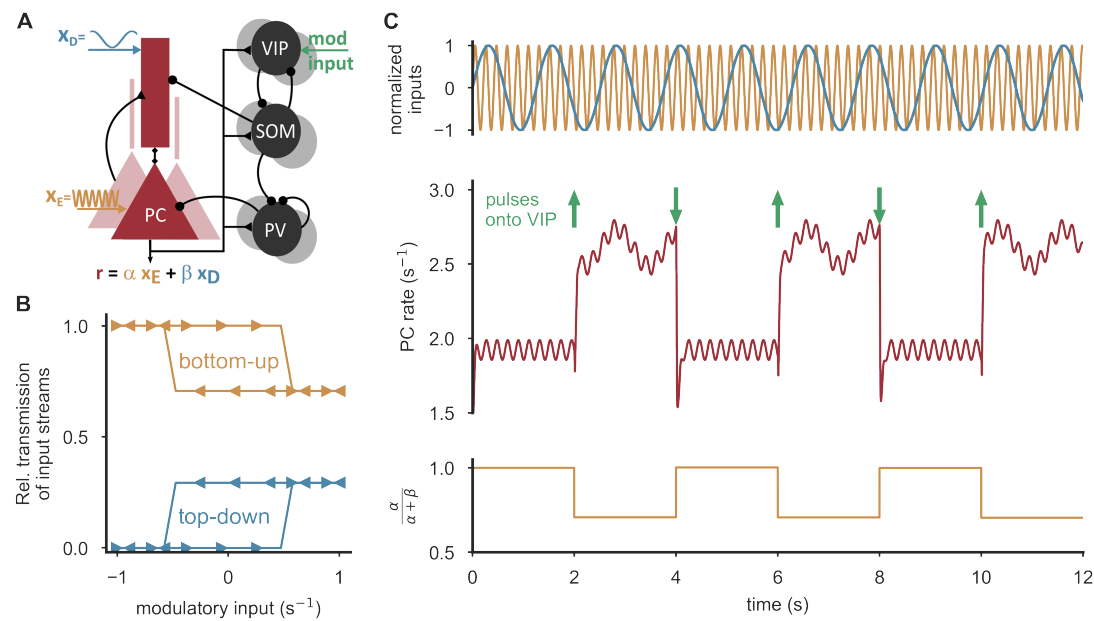 A
x_D=
VIP
mod
input
SOM
x_E=
PC
PV
r = α x_E + β x_D
B
Rel. transmission
of input streams
1.0
0.5
0.0
bottom-up
top-down
−1
0
1
modulatory input (s⁻¹)
C
normalized
inputs
1
0
−1
PC rate (s⁻¹)
3.0
2.5
2.0
1.5
pulses
onto VIP
α
α + β
1.0
0.5
0
2
4
6
8
10
12
time (s)